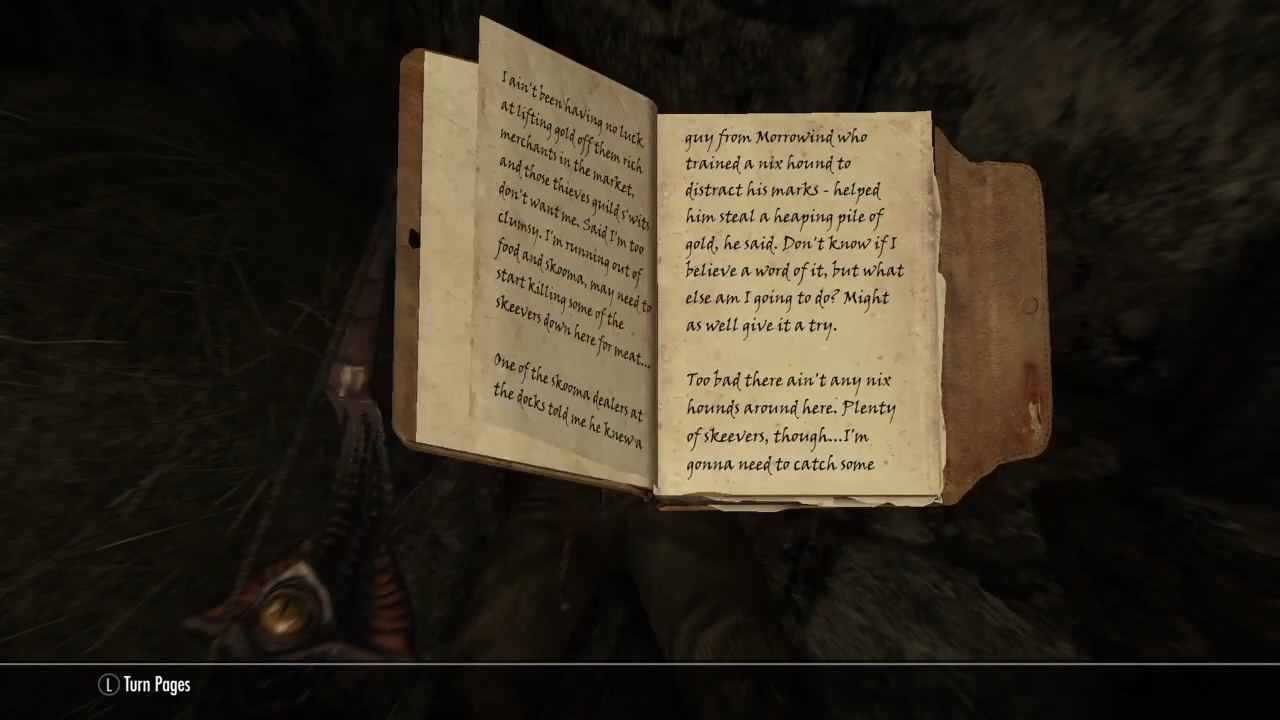 I ain't been having no luck
at lifting gold off them rich
merchants in the market,
and those thieves guild s'wits
don't want me. Said I'm too
clumsy. I'm running out of
food and skooma, may need to
start killing some of the
skeevers down here for meat...
One of the skooma dealers at
the docks told me he knew a
guy from Morrowind who
trained a nix hound to
distract his marks - helped
him steal a heaping pile of
gold, he said. Don't know if I
believe a word of it, but what
else am I going to do? Might
as well give it a try.
Too bad there ain't any nix
hounds around here. Plenty
of skeevers, though...I'm
gonna need to catch some
L Turn Pages